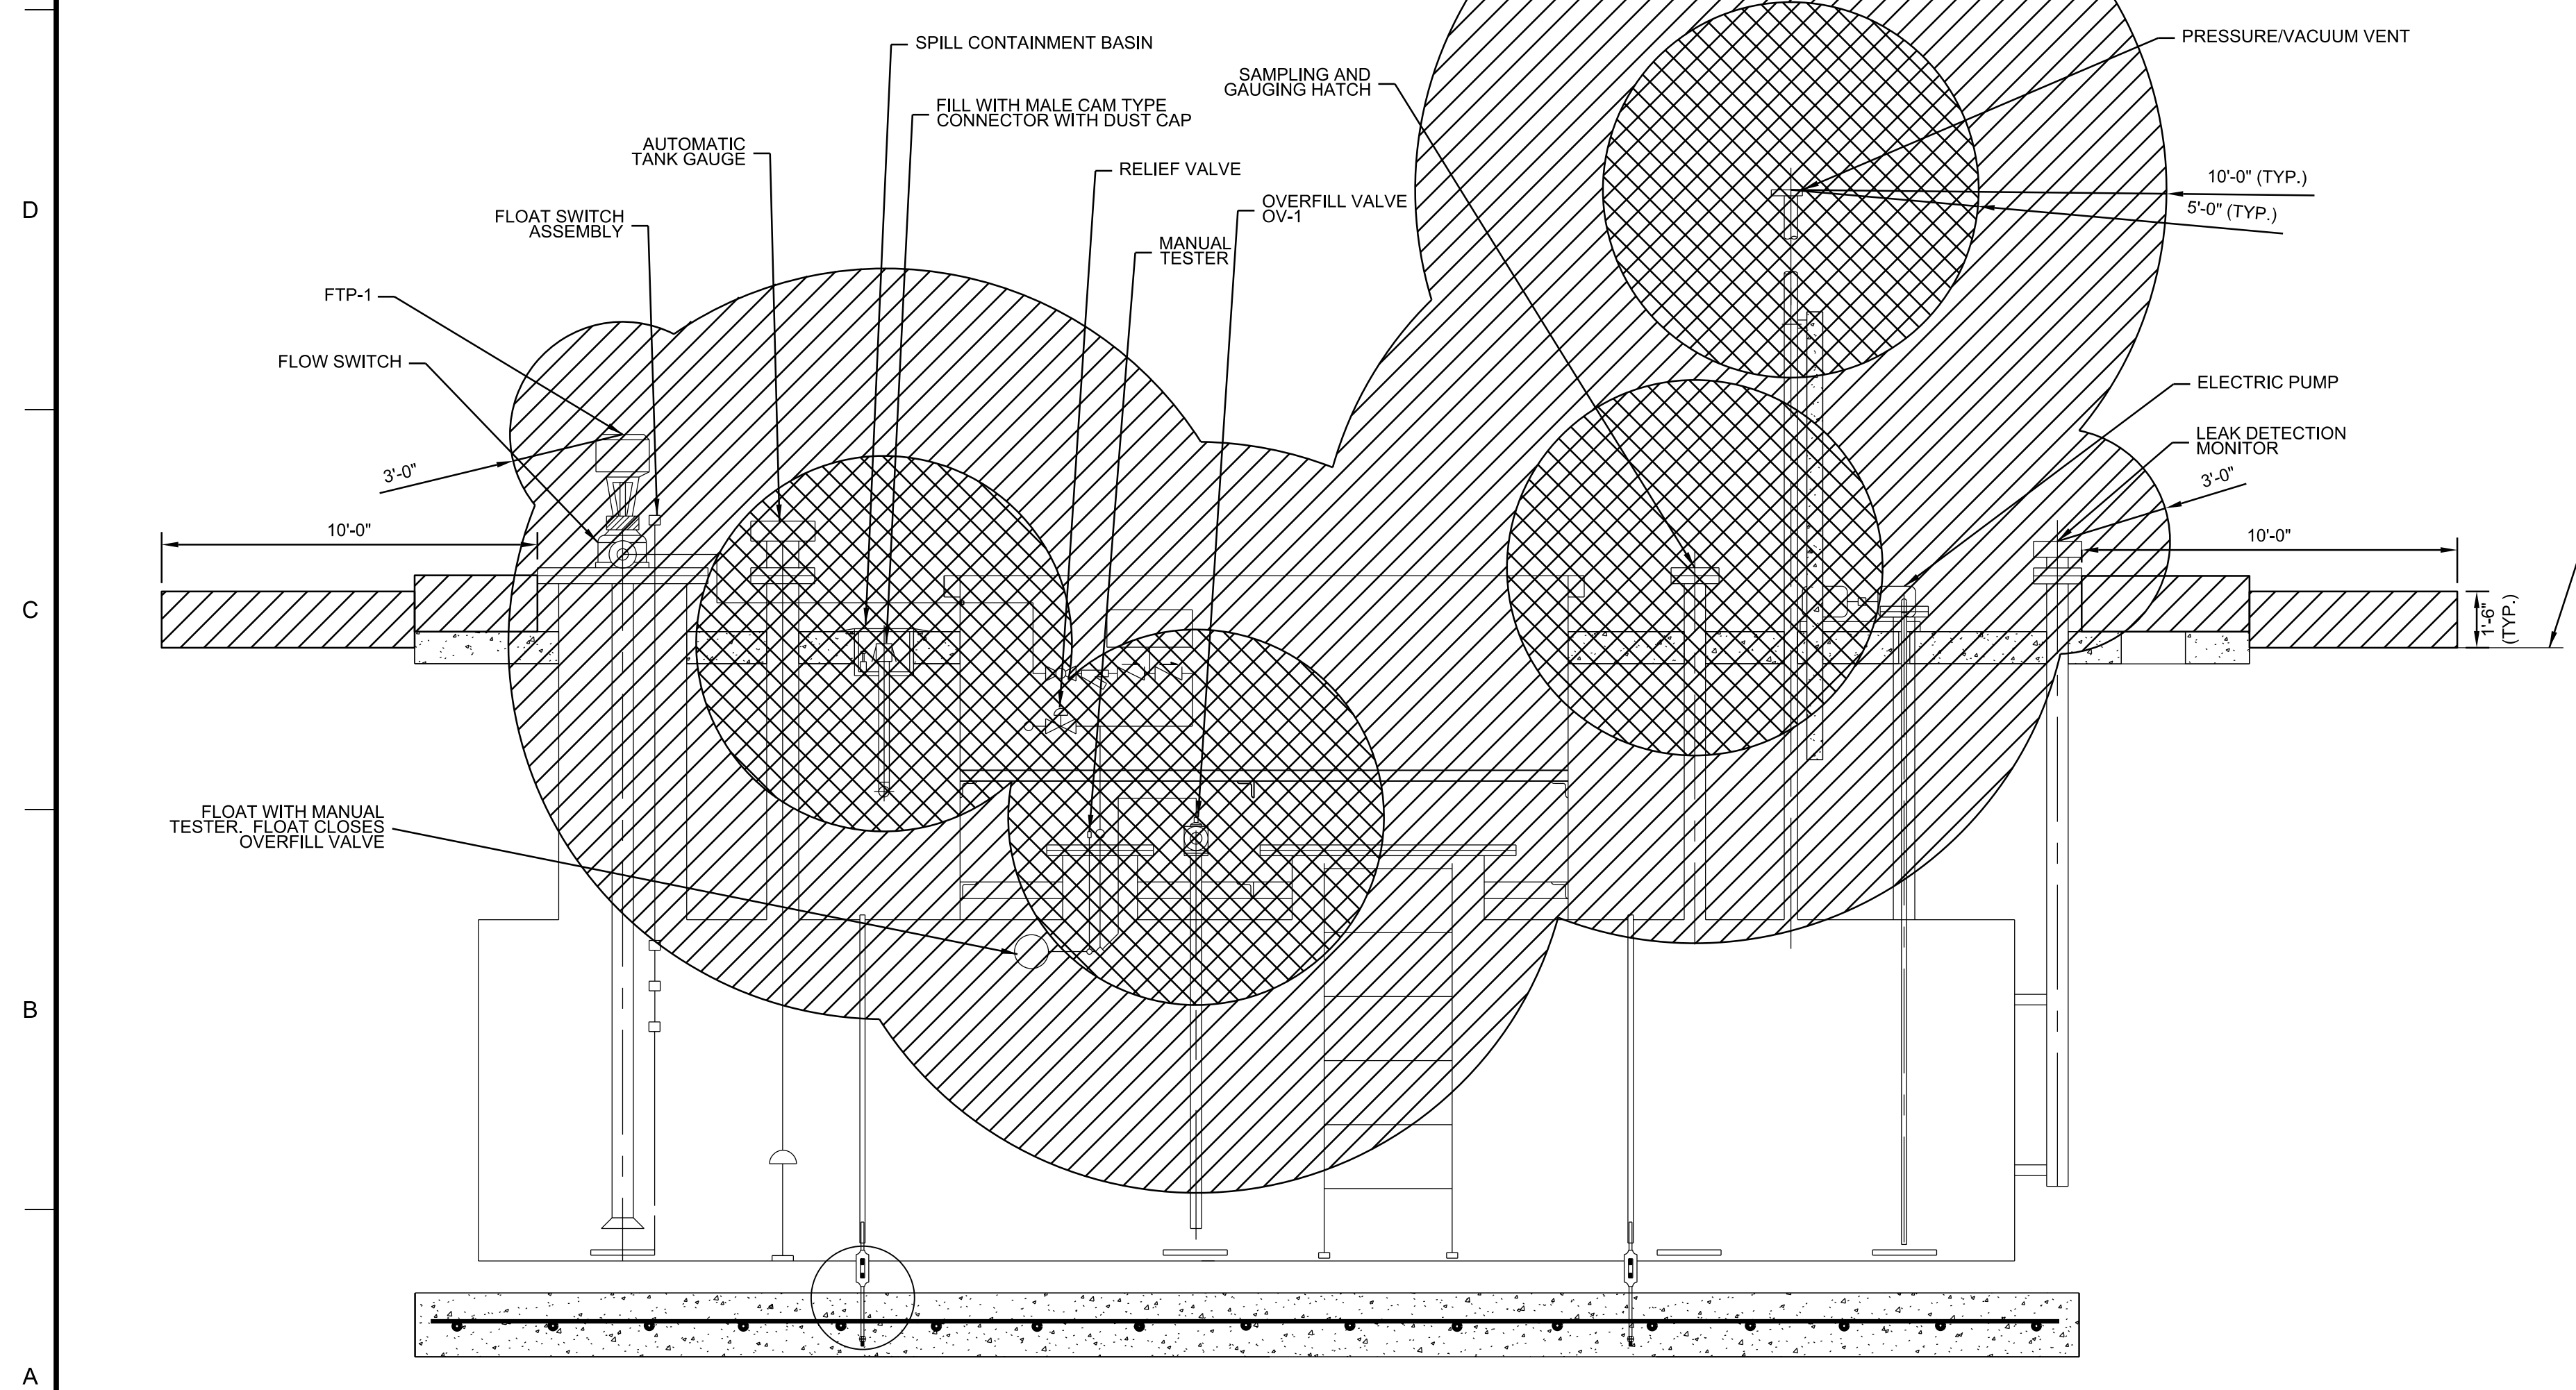 SPILL CONTAINMENT BASIN
PRESSURE/VACUUM VENT
SAMPLING AND
GAUGING HATCH
FILL WITH MALE CAM TYPE
CONNECTOR WITH DUST CAP
AUTOMATIC
TANK GAUGE
RELIEF VALVE
10'-0" (TYP.)
5'-0" (TYP.)
D
FLOAT SWITCH
ASSEMBLY
OVERFILL VALVE
OV-1
MANUAL
TESTER
FTP-1
FLOW SWITCH
ELECTRIC PUMP
LEAK DETECTION
MONITOR
3'-0"
3'-0"
10'-0"
10'-0"
C
1'-6"
(TYP.)
FLOAT WITH MANUAL
TESTER. FLOAT CLOSES
OVERFILL VALVE
B
A